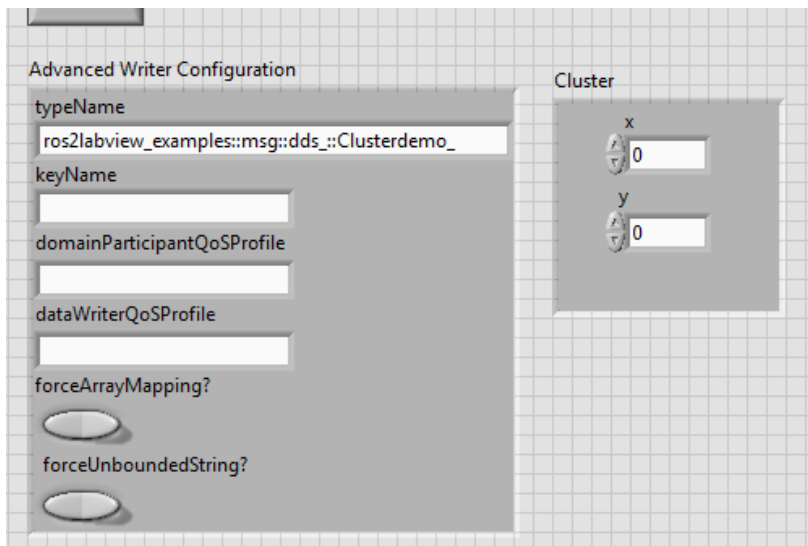 Advanced Writer Configuration
typeName
ros2labview_examples::msg::dds_::Clusterdemo_
keyName
domainParticipantQoSProfile
dataWriterQoSProfile
forceArrayMapping?
forceUnboundedString?
Cluster
x
0
y
0